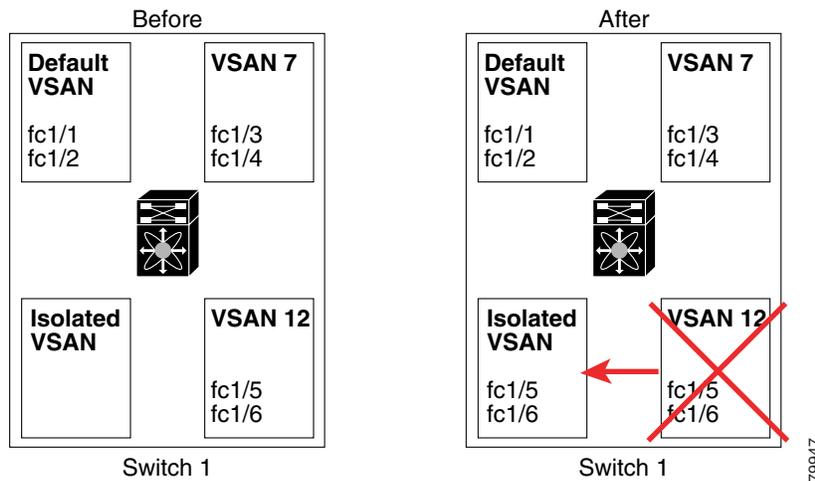 Before
Default
VSAN
fc1/1
fc1/2
VSAN 7
fc1/3
fc1/4
Isolated
VSAN
VSAN 12
fc1/5
fc1/6
Switch 1
After
Default
VSAN
fc1/1
fc1/2
VSAN 7
fc1/3
fc1/4
Isolated
VSAN
fc1/5
fc1/6
VSAN 12
fc1/5
fc1/6
Switch 1
79947